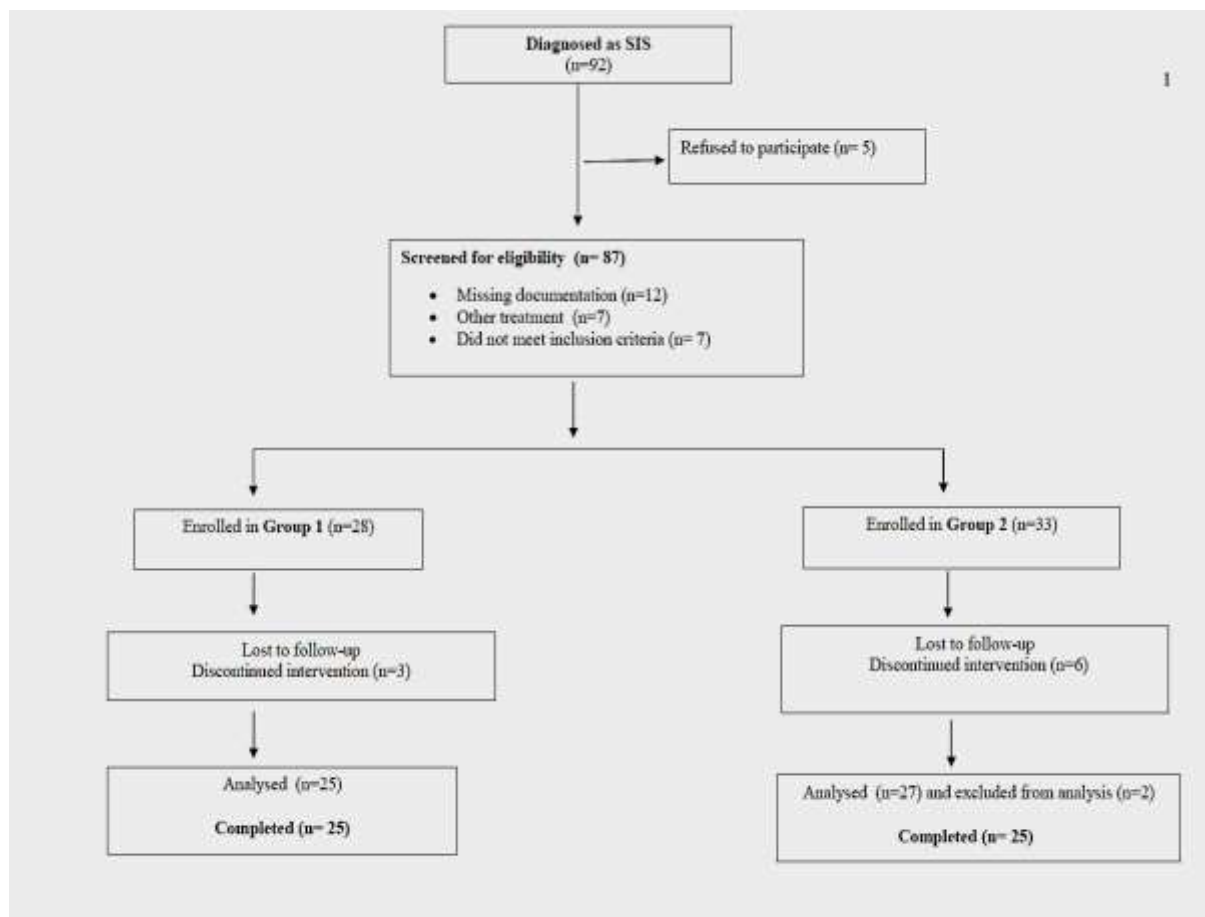 Diagnosed as SIS
(n=92)
1
Refused to participate (n= 5)
Screened for eligibility (n= 87)
• Missing documentation (n=12)
• Other treatment (n=7)
• Did not meet inclusion criteria (n= 7)
Enrolled in Group 1 (n=28)
Enrolled in Group 2 (n=33)
Lost to follow-up
Discontinued intervention (n=3)
Lost to follow-up
Discontinued intervention (n=6)
Analysed (n=25)
Completed (n= 25)
Analysed (n=27) and excluded from analysis (n=2)
Completed (n= 25)